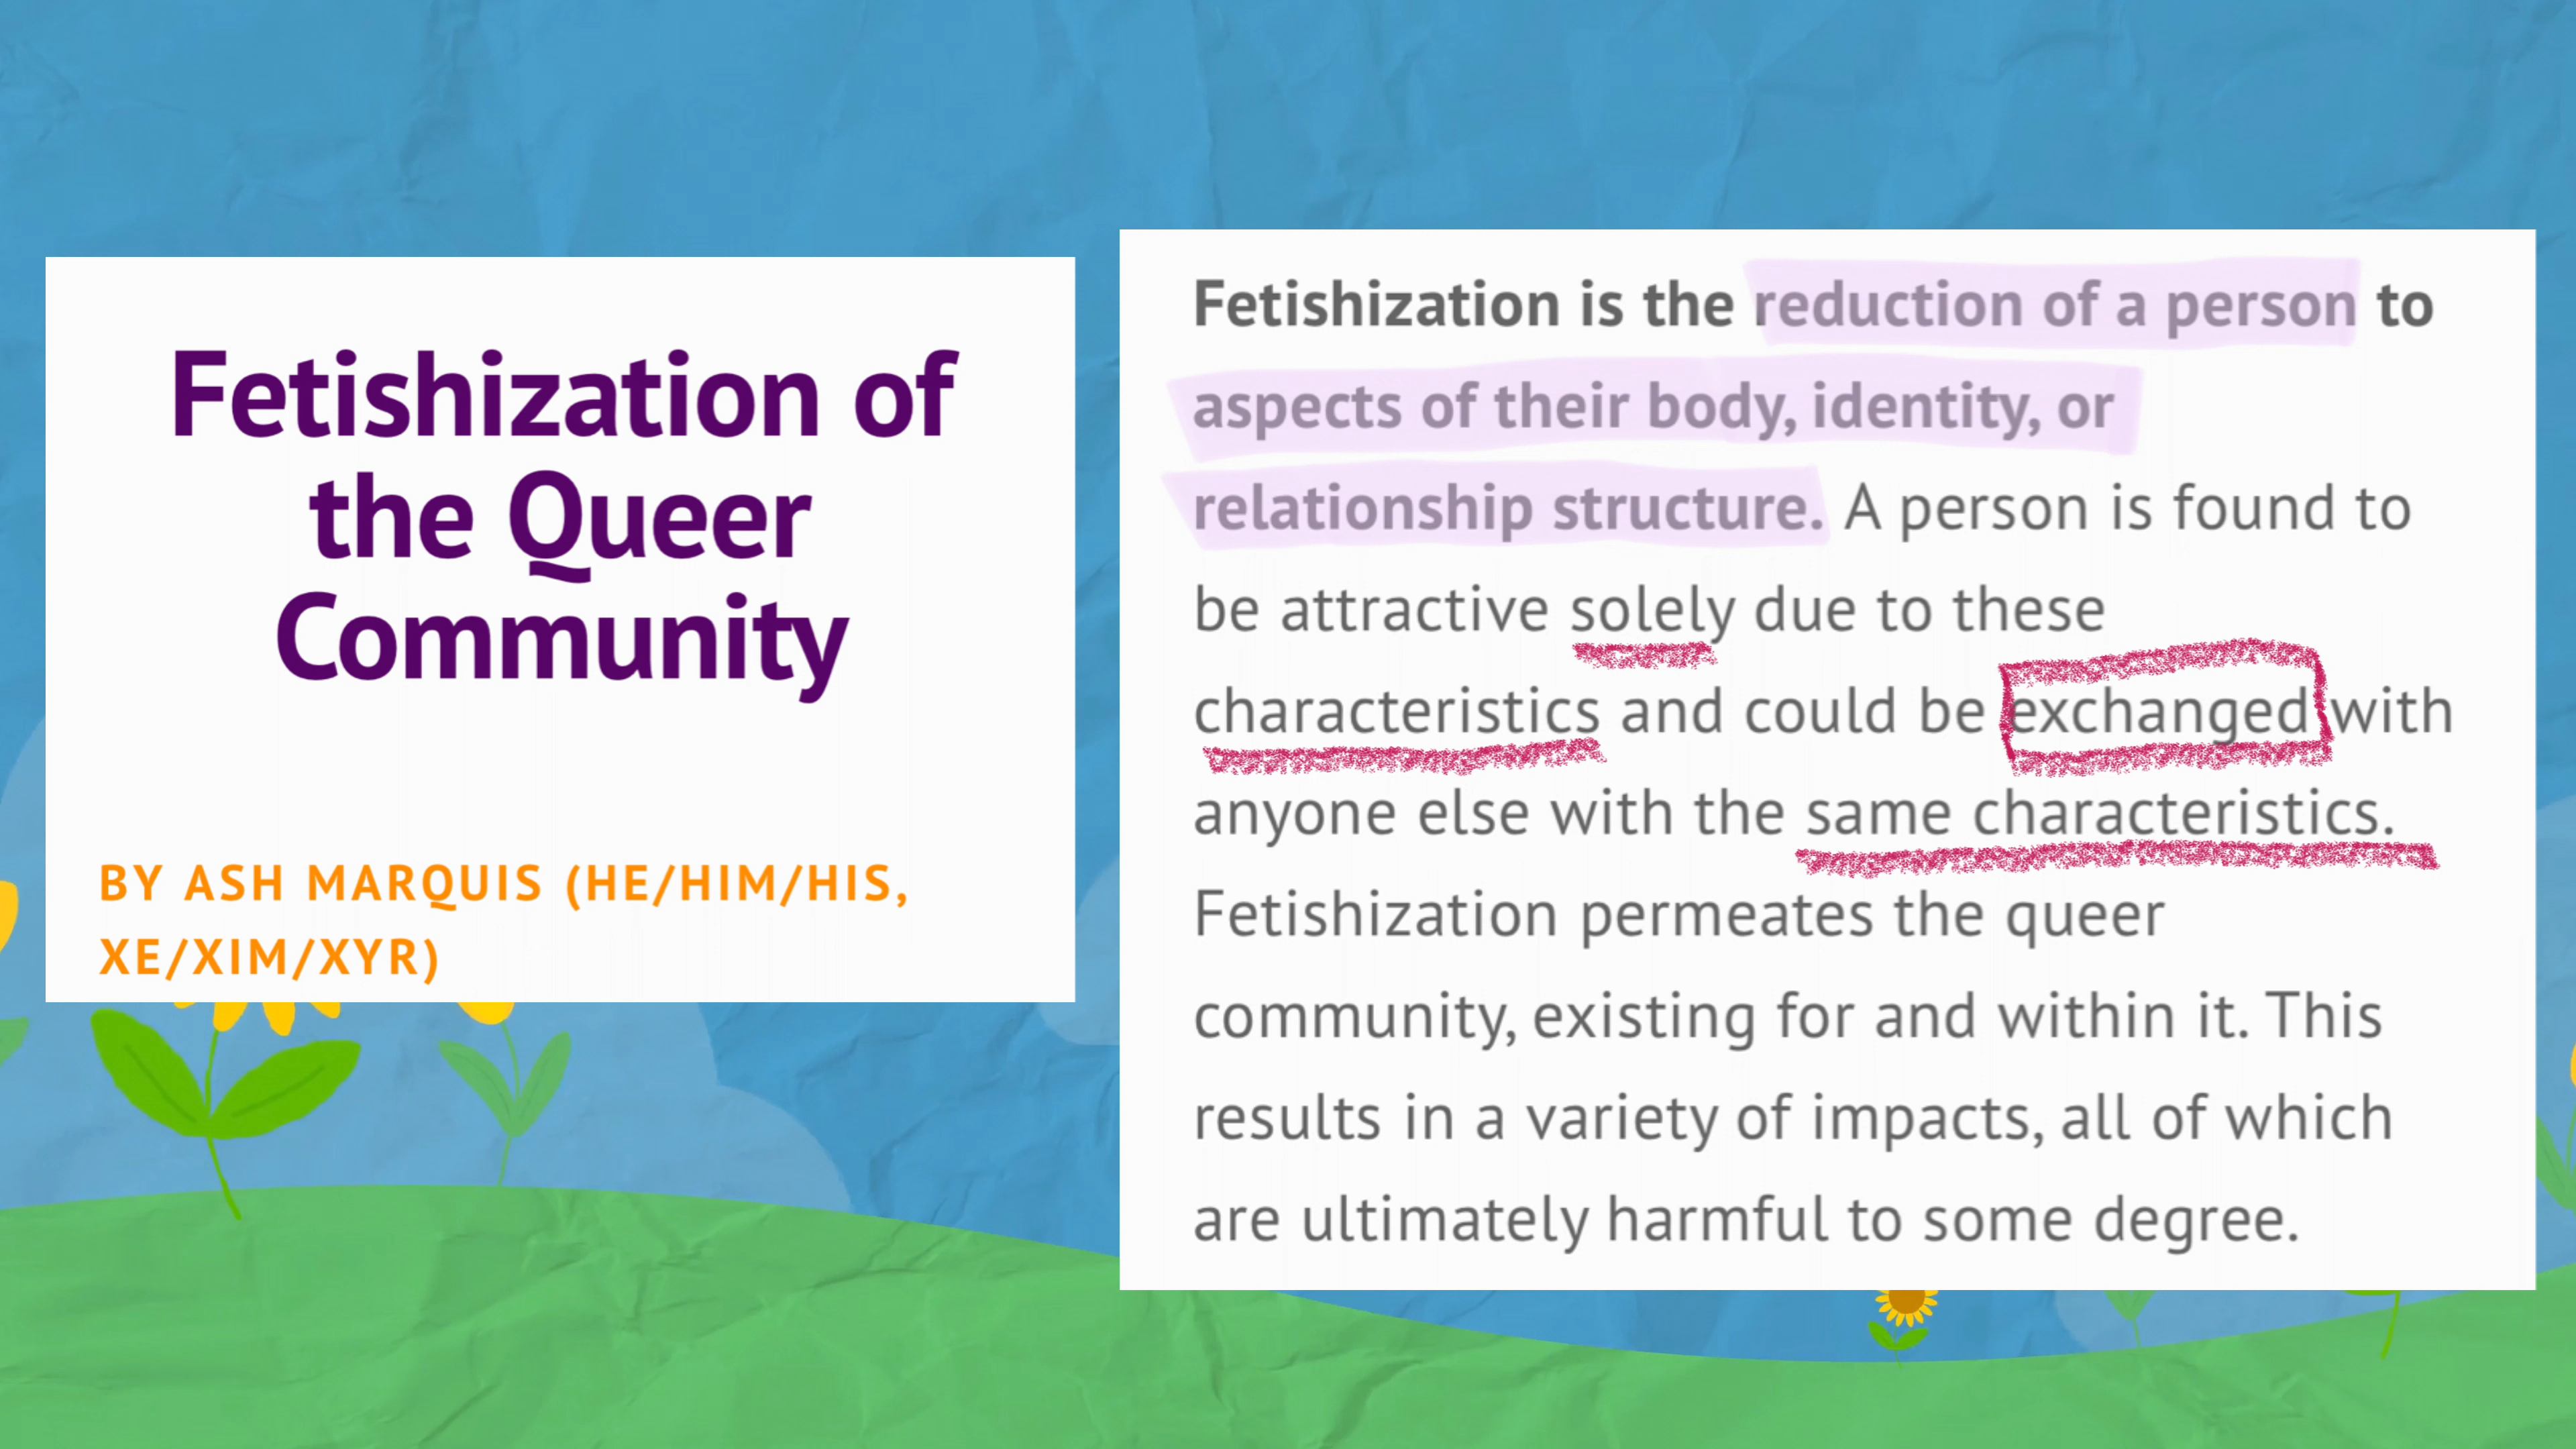 Fetishization of
the Queer
Community
BY ASH MARQUIS (HE/HIM/HIS,
XE/XIM/XYR)
Fetishization is the reduction of a person to
aspects of their body, identity, or
relationship structure. A person is found to
be attractive solely due to these
characteristics and could be exchanged with
anyone else with the same characteristics.
Fetishization permeates the queer
community, existing for and within it. This
results in a variety of impacts, all of which
are ultimately harmful to some degree.